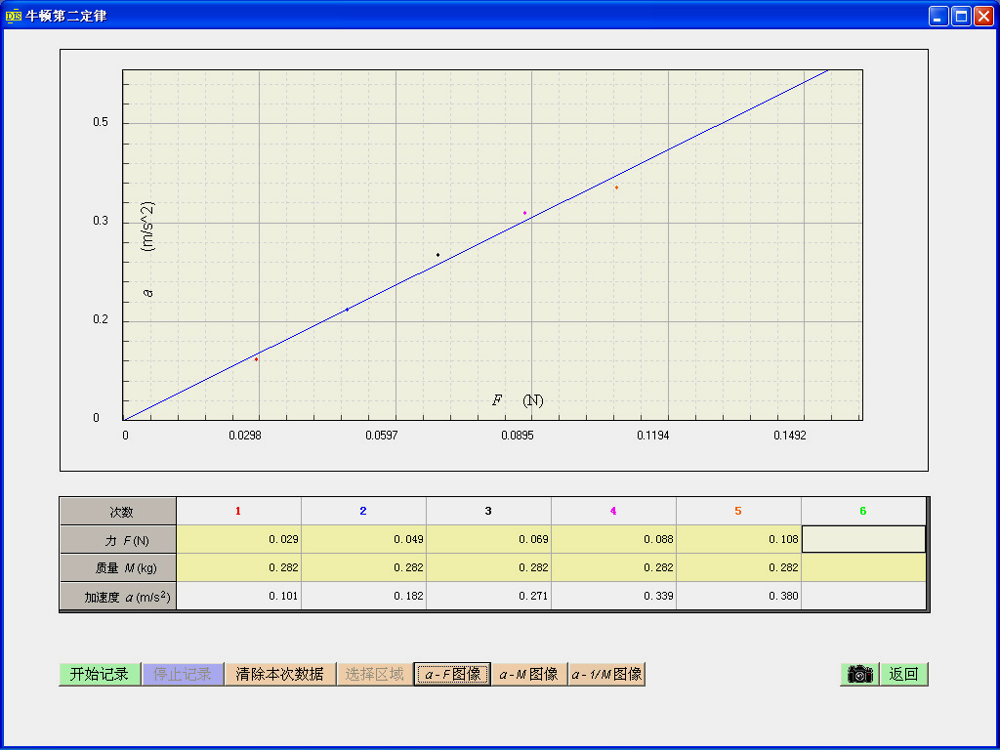 DIS 牛顿第二定律
0.5
0.3
0.2
0
a (m/s^2)
F (N)
0 0.0298 0.0597 0.0895 0.1194 0.1492
次数 1 2 3 4 5 6
力 F (N) 0.029 0.049 0.069 0.088 0.108
质量 M (kg) 0.282 0.282 0.282 0.282 0.282
加速度 a (m/s²) 0.101 0.182 0.271 0.339 0.380
开始记录 停止记录 清除本次数据 选择区域 a-F图像 a-M 图像 a-1/M 图像 返回